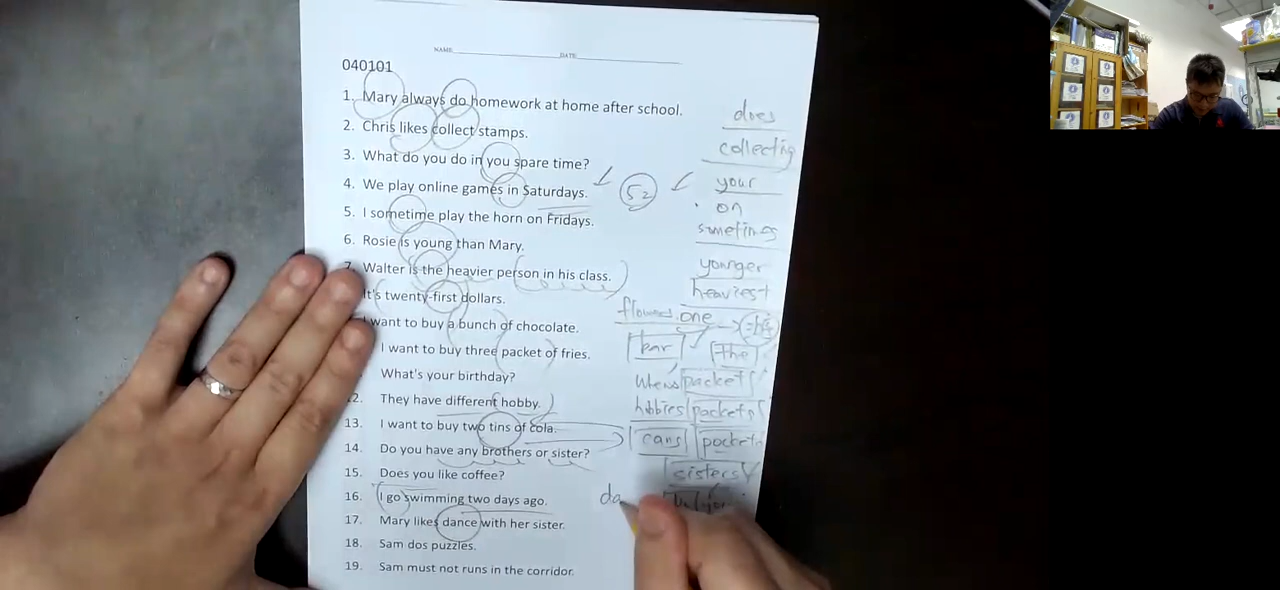 NAME DATE
040101
1. Mary always do homework at home after school. does
2. Chris likes collect stamps. collecting
3. What do you do in you spare time? your
4. We play online games in Saturdays. 52 on
5. I sometime play the horn on Fridays. sometimes
6. Rosie is young than Mary. younger
7. Walter is the heavier person in his class. heaviest
It's twenty-first dollars. flowers one
I want to buy a bunch of chocolate. bar The
I want to buy three packet of fries. packets
What's your birthday? When
12. They have different hobby. hobbies packets
13. I want to buy two tins of cola. cans packets
14. Do you have any brothers or sister? sisters
15. Does you like coffee?
16. I go swimming two days ago. da
17. Mary likes dance with her sister.
18. Sam dos puzzles.
19. Sam must not runs in the corridor.